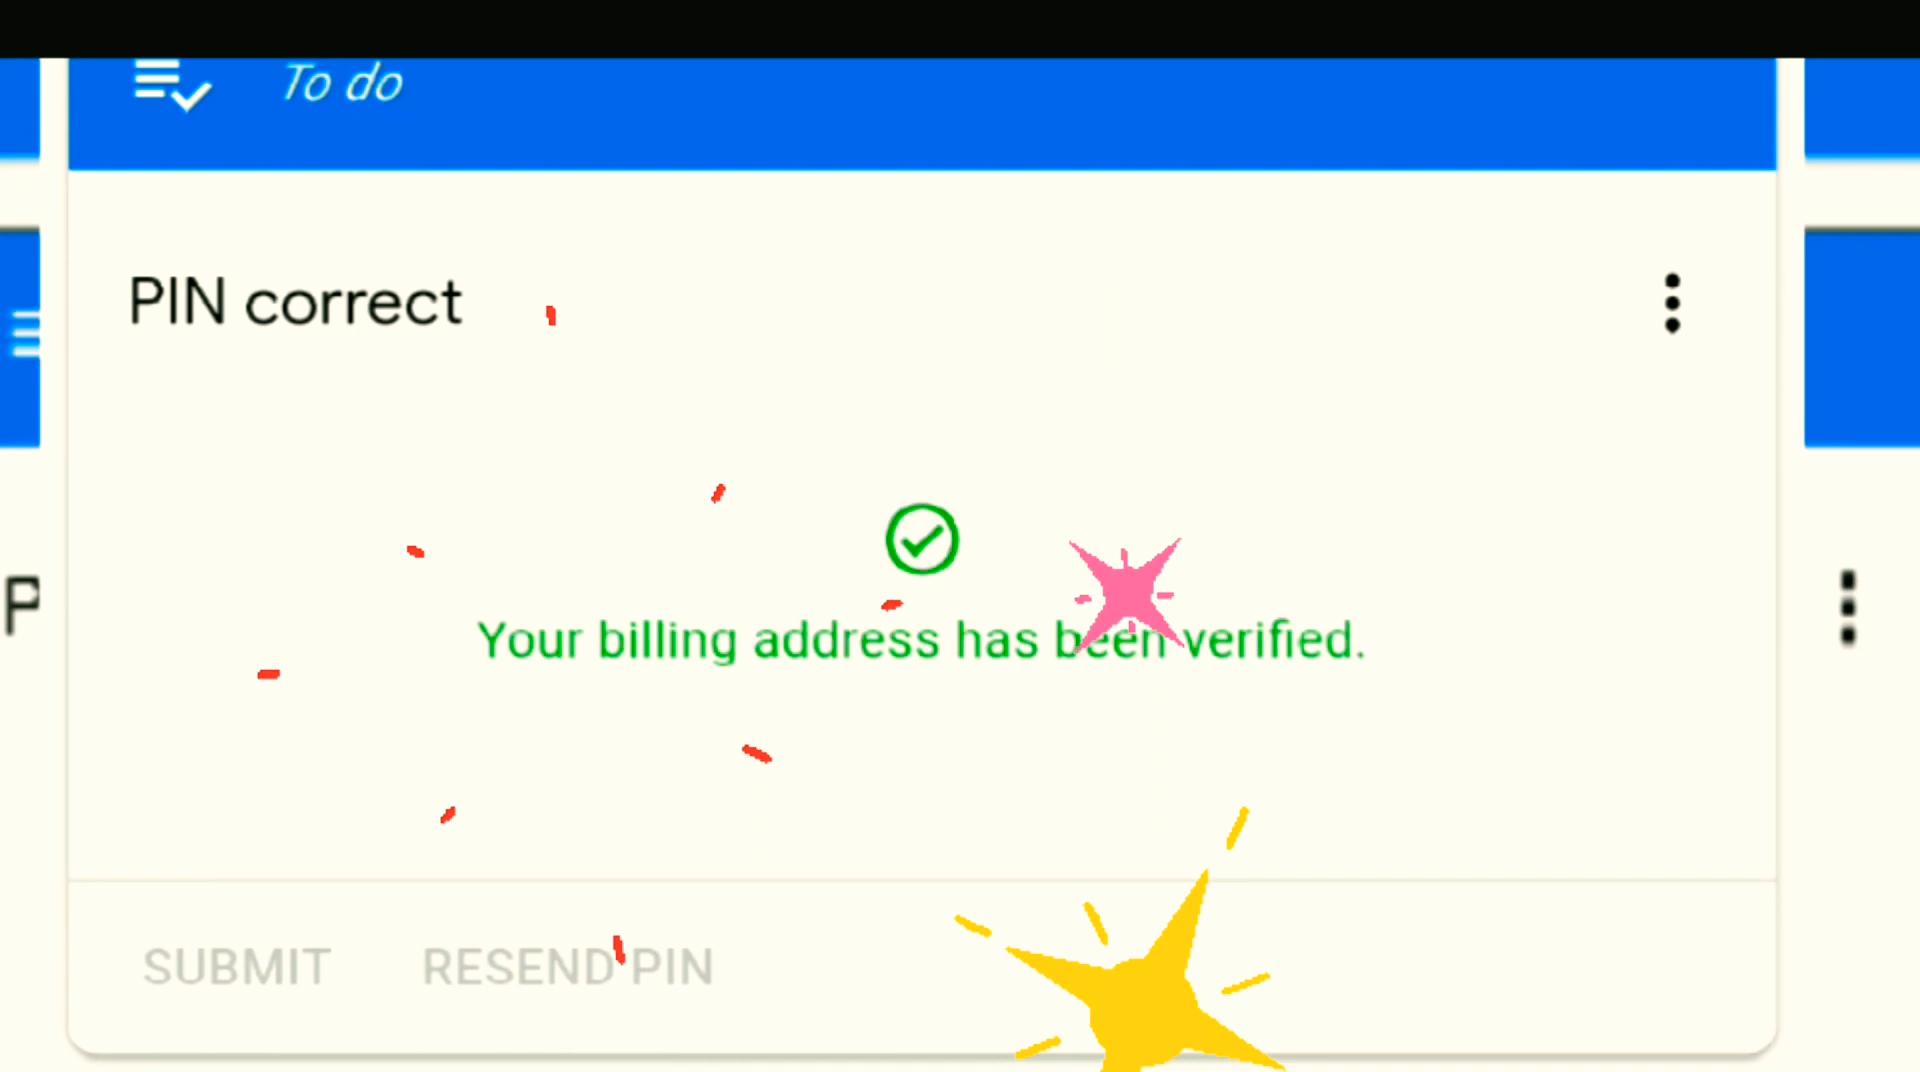 To do
PIN correct
P
Your billing address has been verified.
SUBMIT RESEND PIN